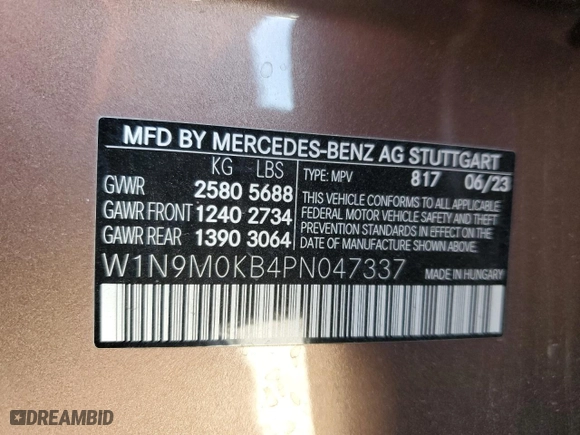 MFD BY MERCEDES-BENZ AG STUTTGART
KG LBS TYPE: MPV 817 06/23
GVWR 2580 5688
GAWR FRONT 1240 2734
GAWR REAR 1390 3064
THIS VEHICLE CONFORMS TO ALL APPLICABLE
FEDERAL MOTOR VEHICLE SAFETY AND THEFT
PREVENTION STANDARDS IN EFFECT ON THE
DATE OF MANUFACTURE SHOWN ABOVE.
W1N9M0KB4PN047337 MADE IN HUNGARY
DREAMBID